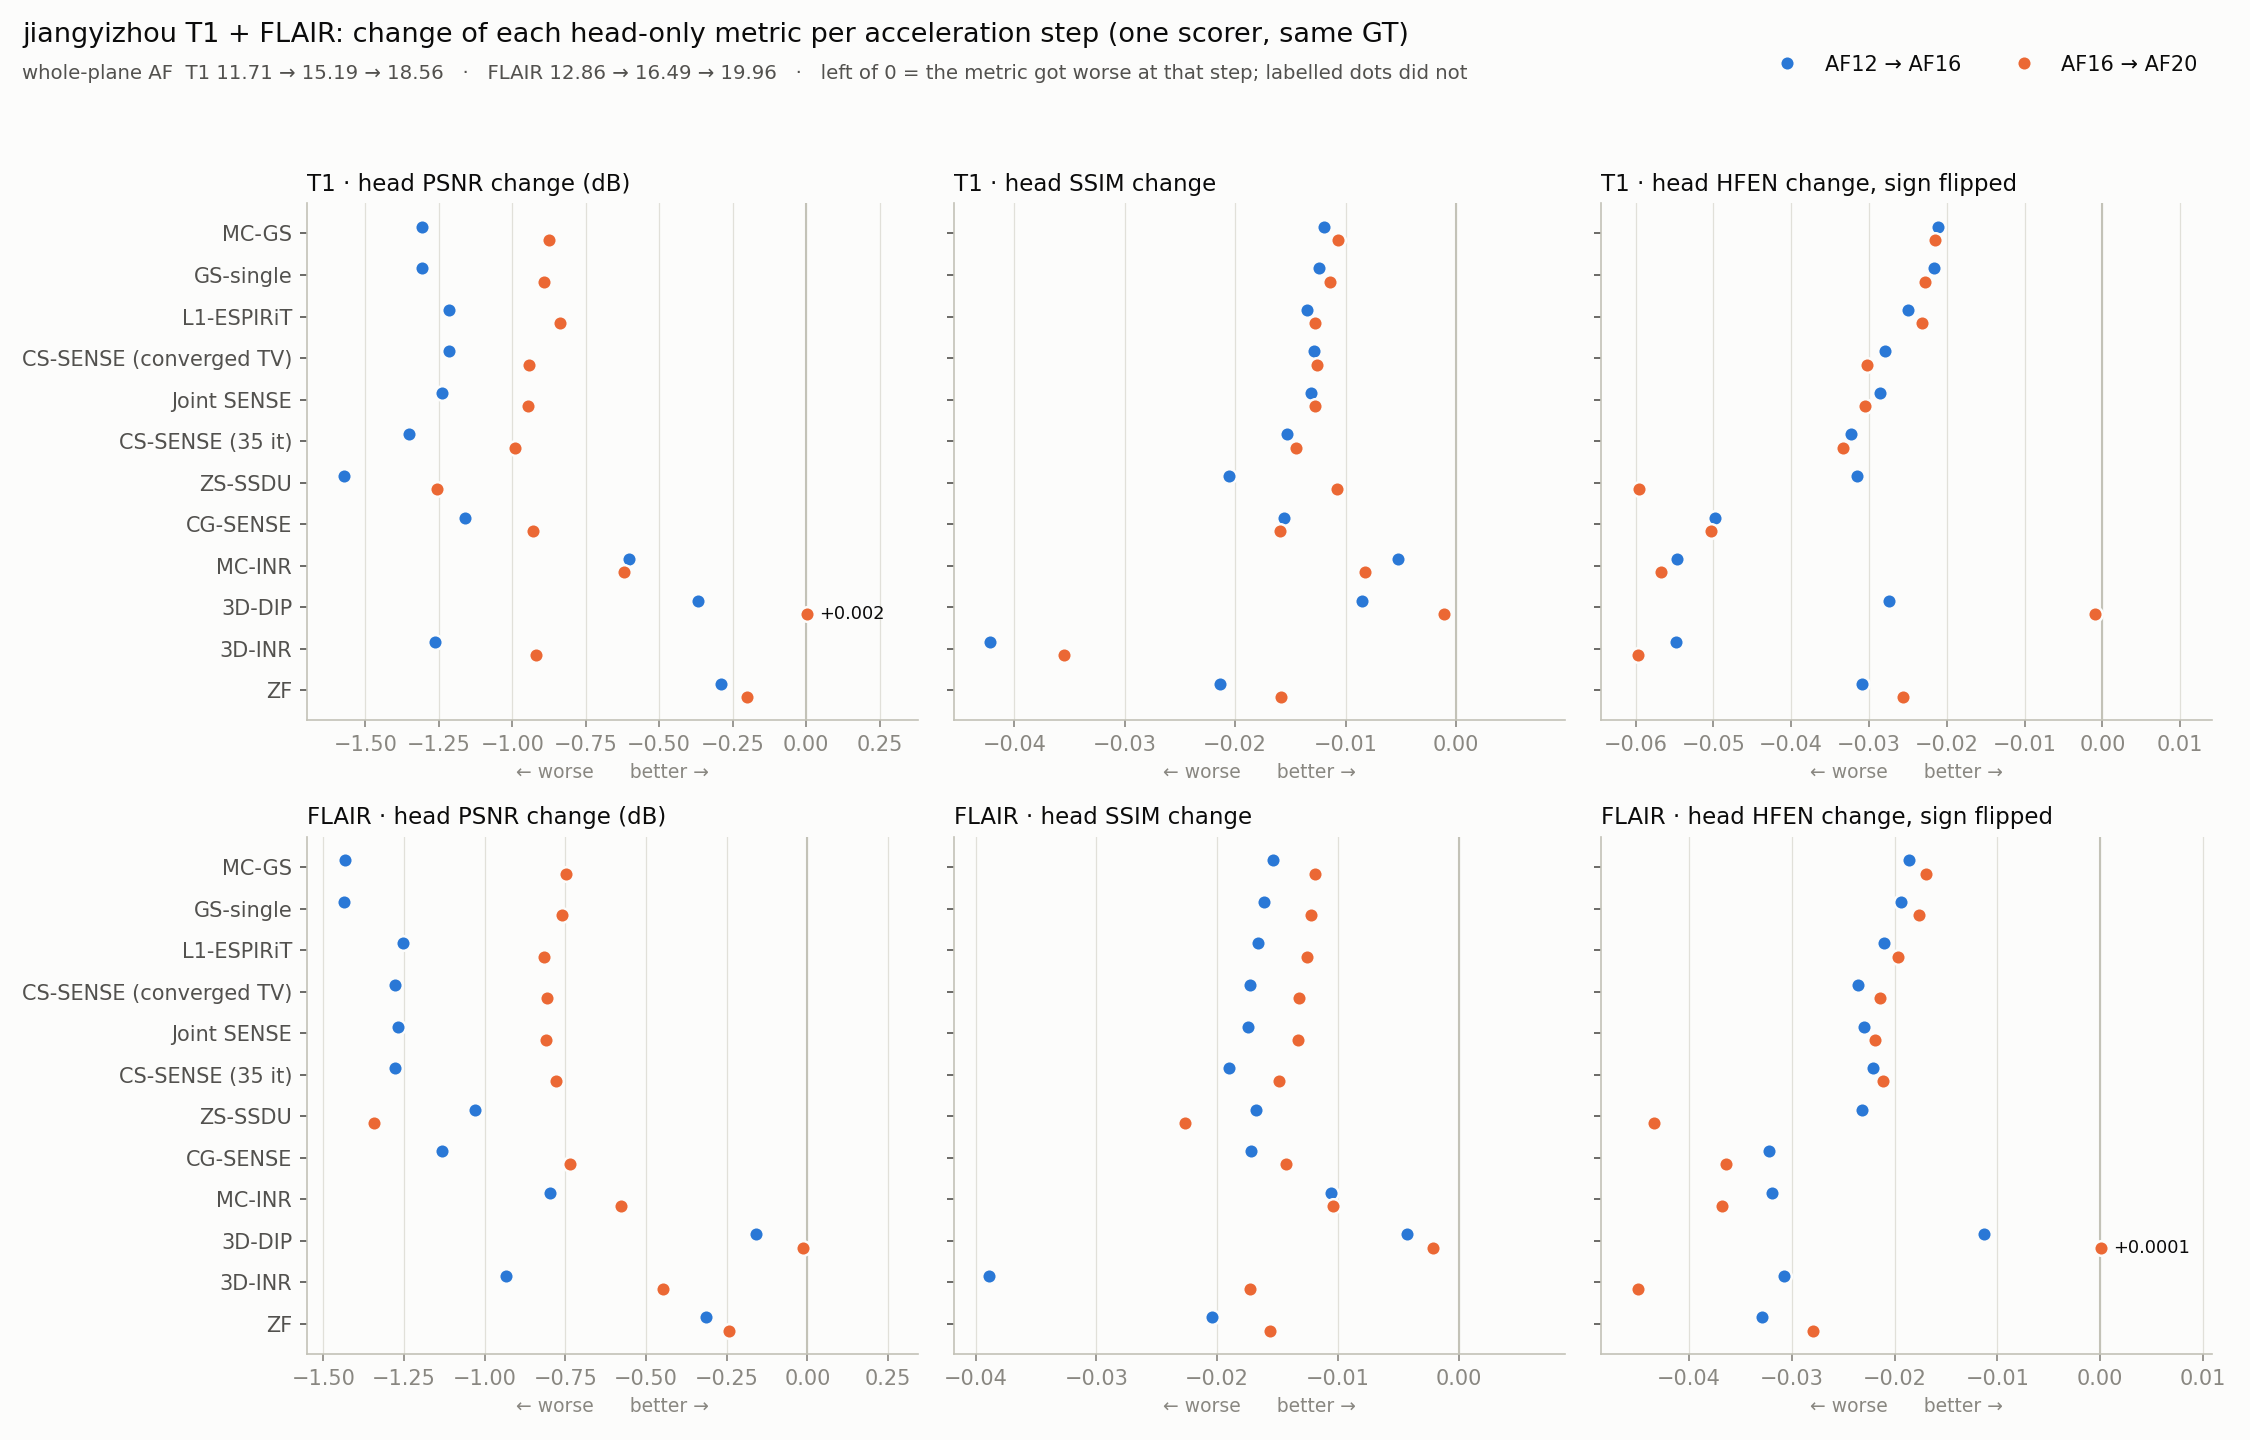 jiangyizhou T1 + FLAIR: change of each head-only metric per acceleration step (one scorer, same GT)
whole-plane AF  T1 11.71 → 15.19 → 18.56   ·   FLAIR 12.86 → 16.49 → 19.96   ·   left of 0 = the metric got worse at that step; labelled dots did not
AF12 → AF16
AF16 → AF20
T1 · head PSNR change (dB)
MC-GS
GS-single
L1-ESPIRiT
CS-SENSE (converged TV)
Joint SENSE
CS-SENSE (35 it)
ZS-SSDU
CG-SENSE
MC-INR
3D-DIP
3D-INR
ZF
+0.002
−1.50 −1.25 −1.00 −0.75 −0.50 −0.25 0.00 0.25
← worse      better →
T1 · head SSIM change
−0.04 −0.03 −0.02 −0.01 0.00
← worse      better →
T1 · head HFEN change, sign flipped
−0.06 −0.05 −0.04 −0.03 −0.02 −0.01 0.00 0.01
← worse      better →
FLAIR · head PSNR change (dB)
MC-GS
GS-single
L1-ESPIRiT
CS-SENSE (converged TV)
Joint SENSE
CS-SENSE (35 it)
ZS-SSDU
CG-SENSE
MC-INR
3D-DIP
3D-INR
ZF
−1.50 −1.25 −1.00 −0.75 −0.50 −0.25 0.00 0.25
← worse      better →
FLAIR · head SSIM change
−0.04 −0.03 −0.02 −0.01 0.00
← worse      better →
FLAIR · head HFEN change, sign flipped
+0.0001
−0.04 −0.03 −0.02 −0.01 0.00 0.01
← worse      better →